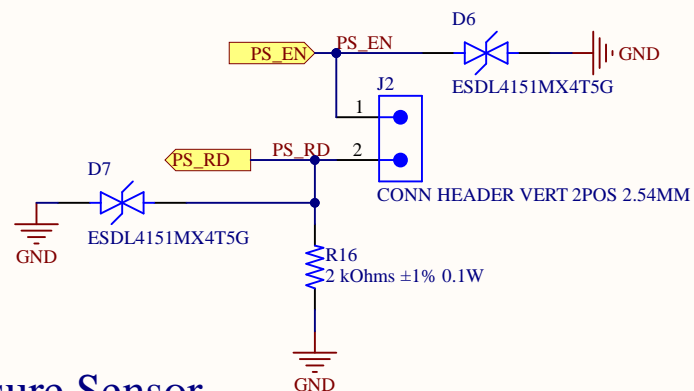 D6
PS_EN
PS_EN
GND
ESDL4151MX4T5G
J2
1
PS_RD
PS_RD
2
D7
CONN HEADER VERT 2POS 2.54MM
ESDL4151MX4T5G
GND
R16
2 kOhms ±1% 0.1W
GND
Sensor